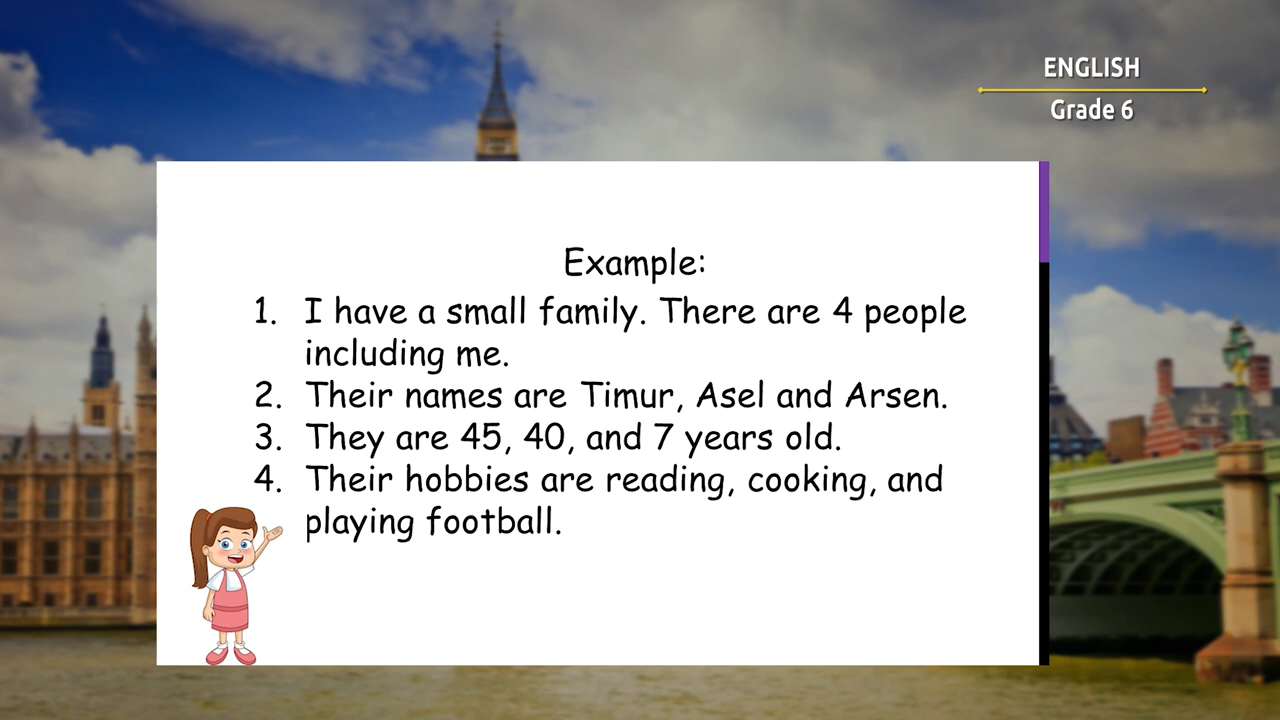 ENGLISH
Grade 6
Example:
1. I have a small family. There are 4 people
including me.
2. Their names are Timur, Asel and Arsen.
3. They are 45, 40, and 7 years old.
4. Their hobbies are reading, cooking, and
playing football.